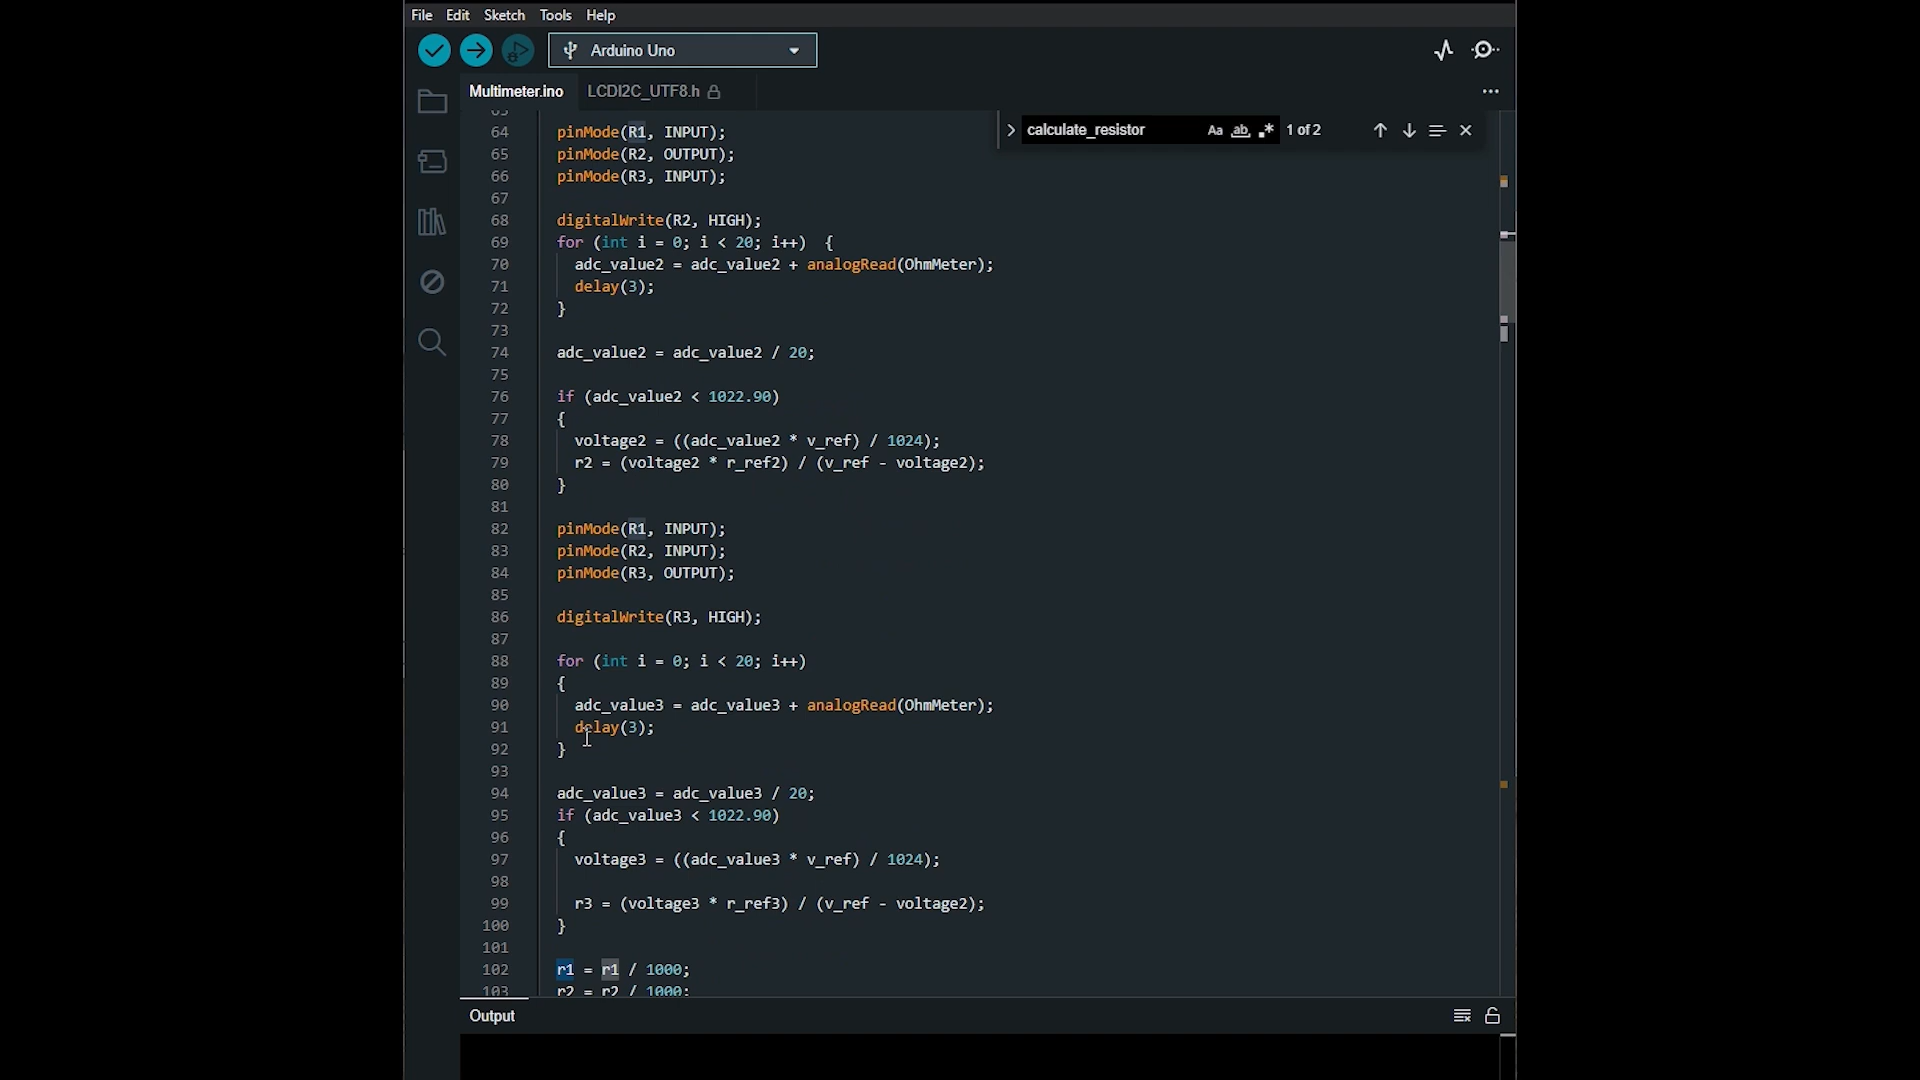 File Edit Sketch Tools Help
Arduino Uno
Multimeter.ino LCDI2C_UTF8.h
calculate_resistor Aa ab 1 of 2
64 pinMode(R1, INPUT);
65 pinMode(R2, OUTPUT);
66 pinMode(R3, INPUT);
67
68 digitalWrite(R2, HIGH);
69 for (int i = 0; i < 20; i++) {
70 adc_value2 = adc_value2 + analogRead(OhmMeter);
71 delay(3);
72 }
73
74 adc_value2 = adc_value2 / 20;
75
76 if (adc_value2 < 1022.90)
77 {
78 voltage2 = ((adc_value2 * v_ref) / 1024);
79 r2 = (voltage2 * r_ref2) / (v_ref - voltage2);
80 }
81
82 pinMode(R1, INPUT);
83 pinMode(R2, INPUT);
84 pinMode(R3, OUTPUT);
85
86 digitalWrite(R3, HIGH);
87
88 for (int i = 0; i < 20; i++)
89 {
90 adc_value3 = adc_value3 + analogRead(OhmMeter);
91 delay(3);
92 }
93
94 adc_value3 = adc_value3 / 20;
95 if (adc_value3 < 1022.90)
96 {
97 voltage3 = ((adc_value3 * v_ref) / 1024);
98
99 r3 = (voltage3 * r_ref3) / (v_ref - voltage2);
100 }
101
102 r1 = r1 / 1000;
103 r2 = r2 / 1000;
Output